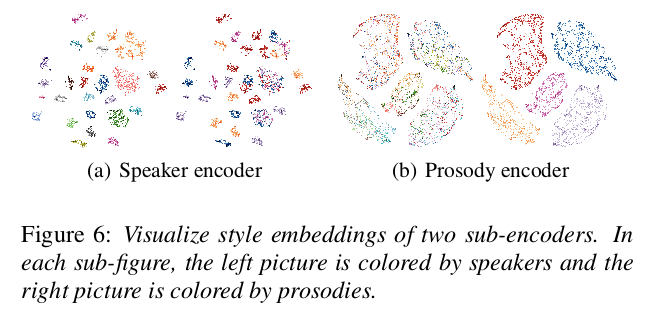 (a) Speaker encoder
(b) Prosody encoder
Figure 6: Visualize style embeddings of two sub-encoders. In
each sub-figure, the left picture is colored by speakers and the
right picture is colored by prosodies.